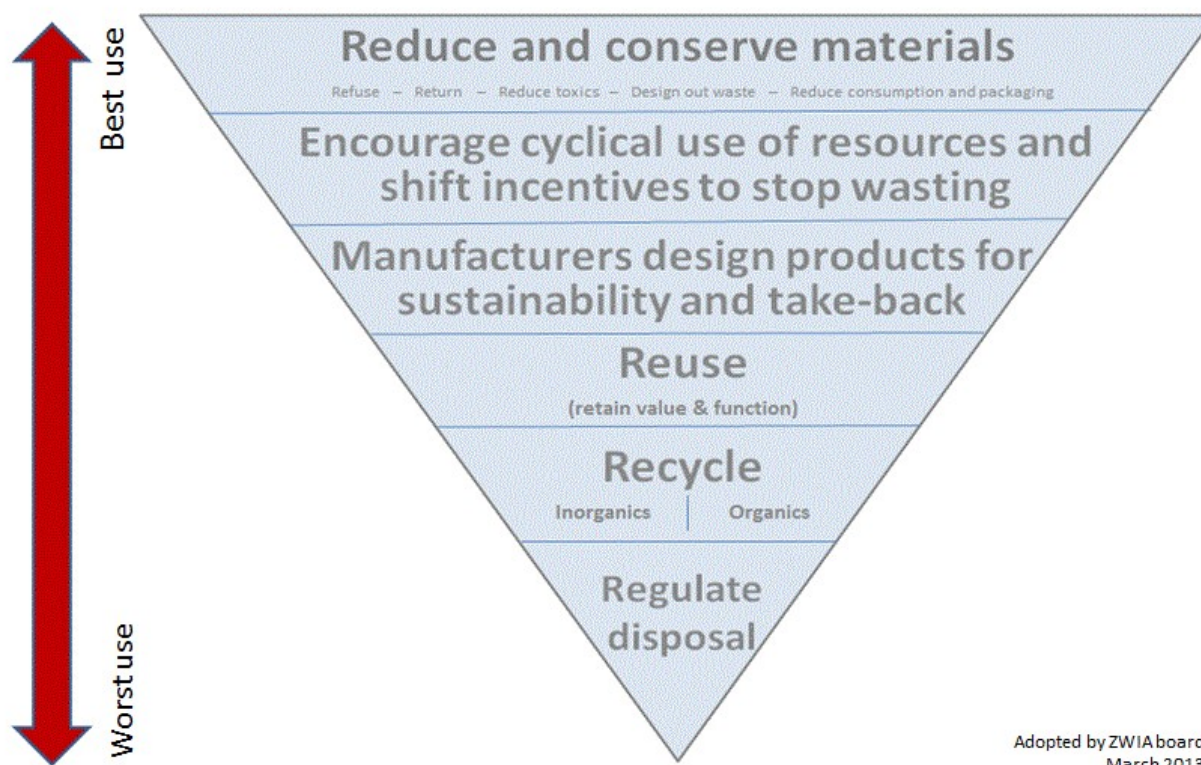 Best use
Reduce and conserve materials
Refuse – Return – Reduce toxics – Design out waste – Reduce consumption and packaging
Encourage cyclical use of resources and
shift incentives to stop wasting
Manufacturers design products for
sustainability and take-back
Reuse
(retain value & function)
Recycle
Inorganics
Organics
Regulate
disposal
Worst use
Adopted by ZWIA board
March 2013